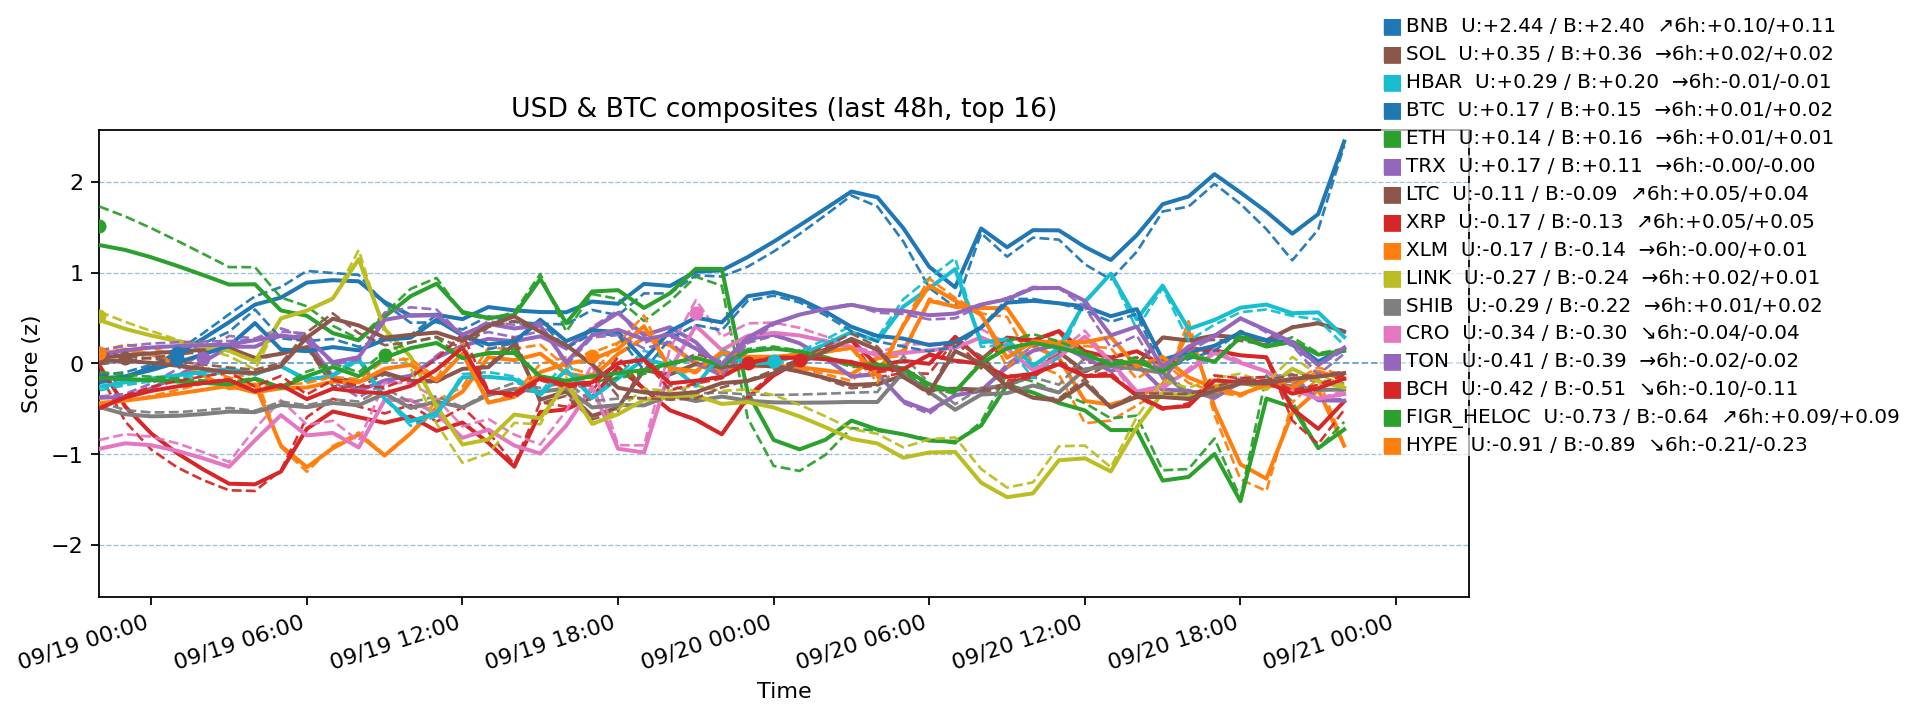 BNB  U:+2.44 / B:+2.40  ↗6h:+0.10/+0.11
SOL  U:+0.35 / B:+0.36  →6h:+0.02/+0.02
HBAR  U:+0.29 / B:+0.20  →6h:-0.01/-0.01
BTC  U:+0.17 / B:+0.15  →6h:+0.01/+0.02
ETH  U:+0.14 / B:+0.16  →6h:+0.01/+0.01
TRX  U:+0.17 / B:+0.11  →6h:-0.00/-0.00
LTC  U:-0.11 / B:-0.09  ↗6h:+0.05/+0.04
XRP  U:-0.17 / B:-0.13  ↗6h:+0.05/+0.05
XLM  U:-0.17 / B:-0.14  →6h:-0.00/+0.01
LINK  U:-0.27 / B:-0.24  →6h:+0.02/+0.01
SHIB  U:-0.29 / B:-0.22  →6h:+0.01/+0.02
CRO  U:-0.34 / B:-0.30  ↘6h:-0.04/-0.04
TON  U:-0.41 / B:-0.39  →6h:-0.02/-0.02
BCH  U:-0.42 / B:-0.51  ↘6h:-0.10/-0.11
FIGR_HELOC  U:-0.73 / B:-0.64  ↗6h:+0.09/+0.09
HYPE  U:-0.91 / B:-0.89  ↘6h:-0.21/-0.23
USD & BTC composites (last 48h, top 16)
Score (z)
2
1
0
−1
−2
09/19 00:00
09/19 06:00
09/19 12:00
09/19 18:00
09/20 00:00
09/20 06:00
09/20 12:00
09/20 18:00
09/21 00:00
Time